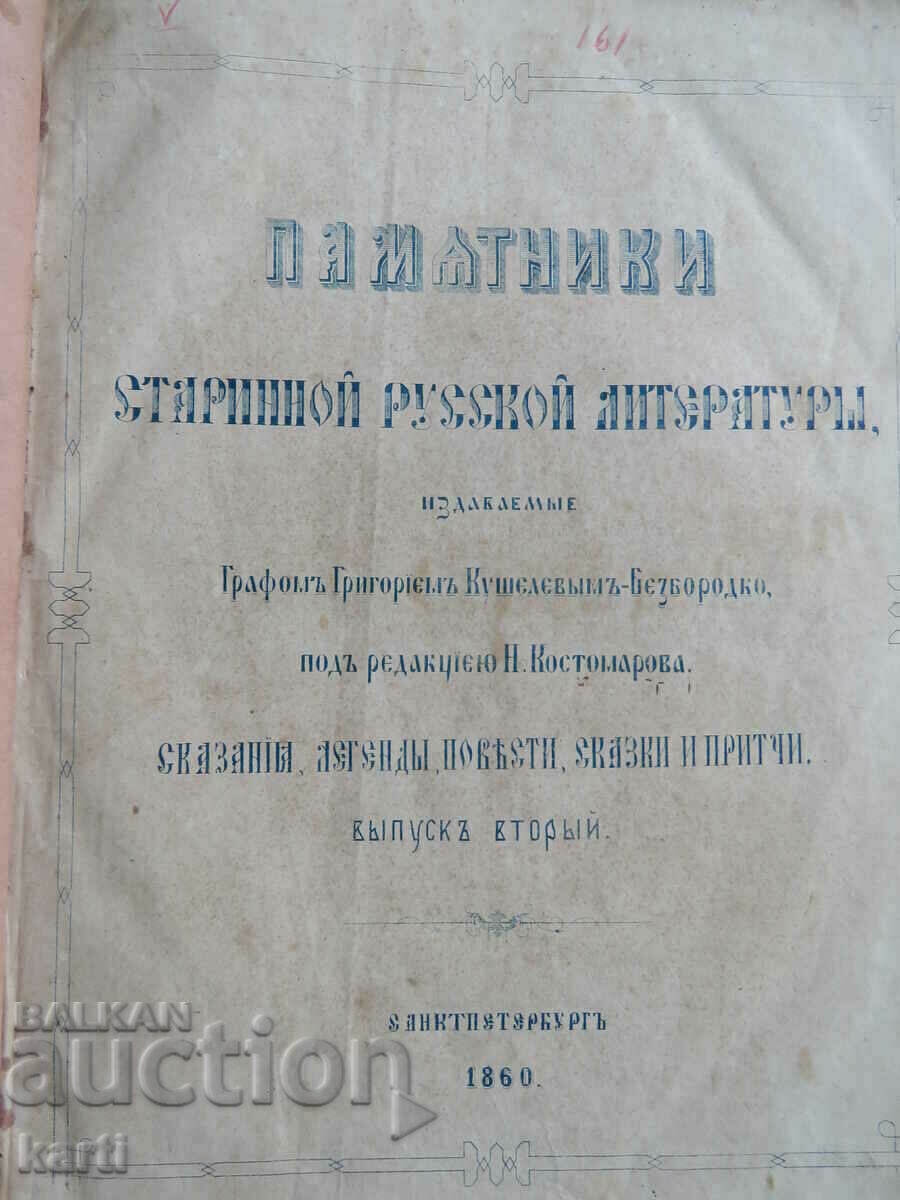 161
ПАМѦТНИКИ
СТАРИННОЙ РУССКОЙ ЛИТЕРАТУРЫ,
ИЗДАВАЕМЫЕ
Графомъ Григоріемъ Кушелевымъ-Безбородко,
подъ редакціею Н. Костомарова.
СКАЗАНІЯ, ЛЕГЕНДЫ, ПОВѢСТИ, СКАЗКИ И ПРИТЧИ.
ВЫПУСКЪ ВТОРЫЙ.
САНКТПЕТЕРБУРГЪ
1860.
BALKAN
auction
karti